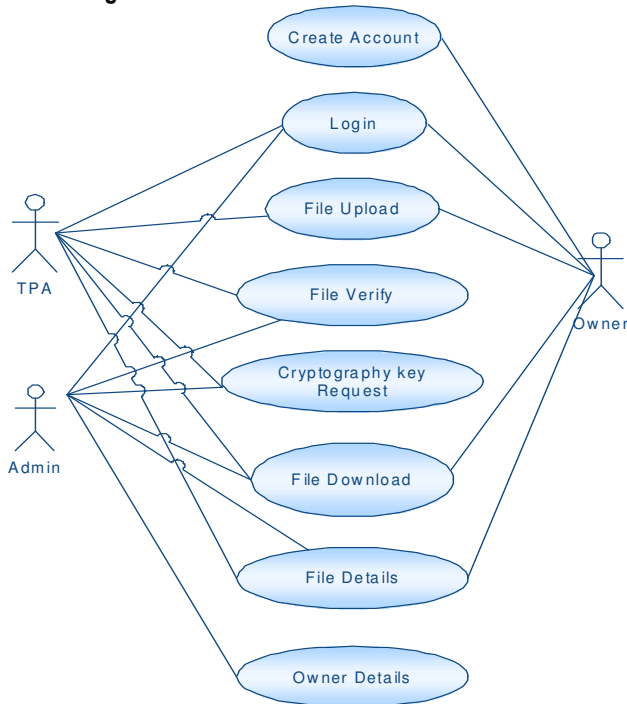 Create Account
Login
File Upload
TPA
File Verify
Owner
Cryptography key
Request
Admin
File Download
File Details
Owner Details